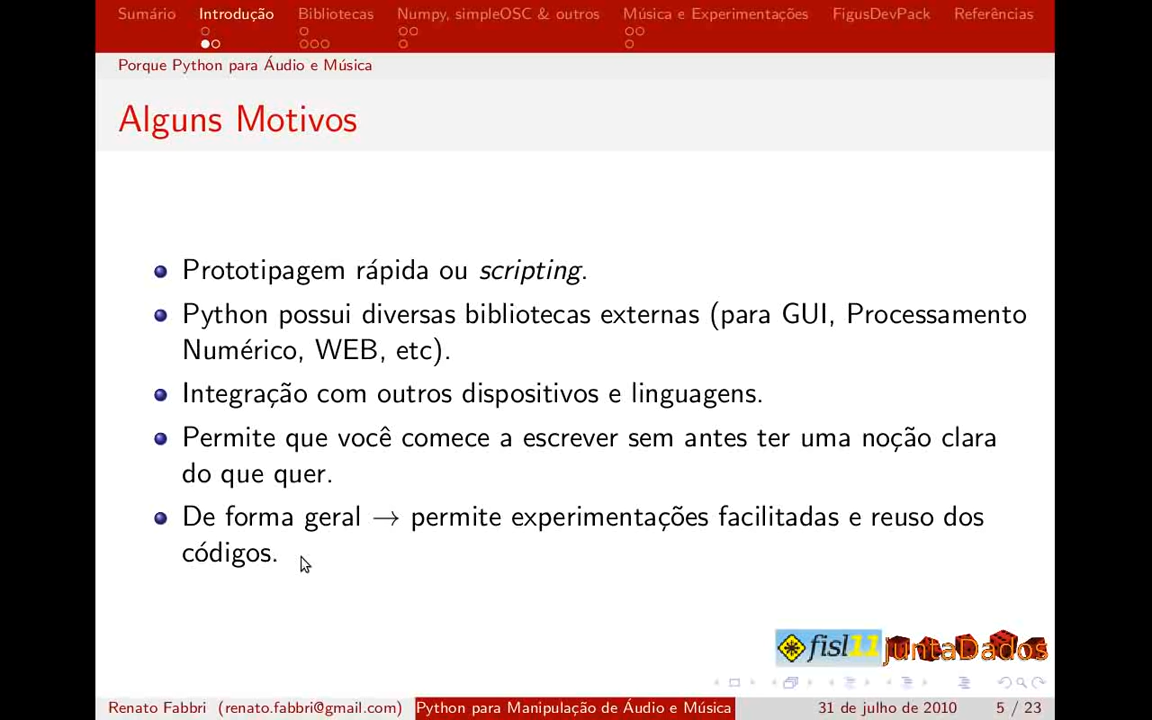 Sumário Introdução Bibliotecas Numpy, simpleOSC & outros Música e Experimentações FigusDevPack Referências
Porque Python para Áudio e Música
Alguns Motivos
Prototipagem rápida ou scripting.
Python possui diversas bibliotecas externas (para GUI, Processamento
Numérico, WEB, etc).
Integração com outros dispositivos e linguagens.
Permite que você comece a escrever sem antes ter uma noção clara
do que quer.
De forma geral → permite experimentações facilitadas e reuso dos
códigos.
fisl11 juntaDados
Renato Fabbri (renato.fabbri@gmail.com) Python para Manipulação de Áudio e Música 31 de julho de 2010 5 / 23